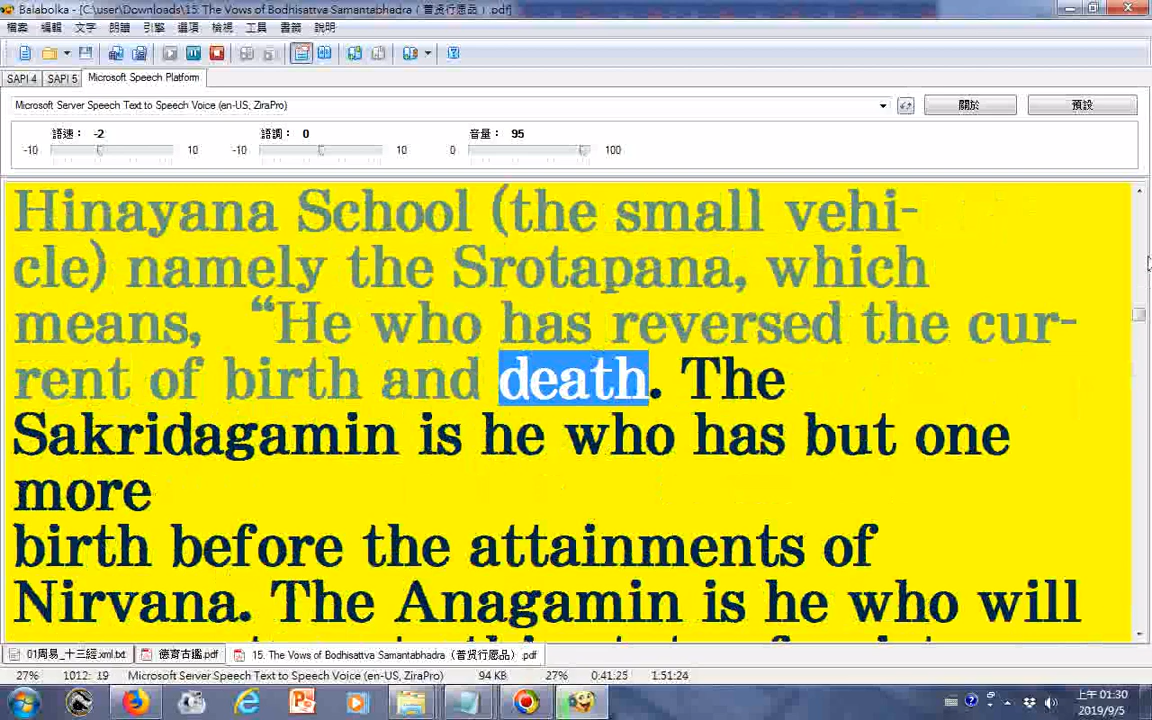 Balabolka - [C:\user\Downloads\15. The Vows of Bodhisattva Samantabhadra (普贤行愿品) .pdf]
檔案 編輯 文字 朗讀 引擎 選項 檢視 工具 書籤 說明
SAPI 4 SAPI 5 Microsoft Speech Platform
Microsoft Server Speech Text to Speech Voice (en-US, ZiraPro) 關於 預設
語速: -2 語調: 0 音量: 95
-10 10 -10 10 0 100
Hinayana School (the small vehi-
cle) namely the Srotapana, which
means, “He who has reversed the cur-
rent of birth and death. The
Sakridagamin is he who has but one
more
birth before the attainments of
Nirvana. The Anagamin is he who will
01周易_十三經.xml.txt 德育古鑑.pdf 15. The Vows of Bodhisattva Samantabhadra (普贤行愿品) .pdf
27% 1012: 19 Microsoft Server Speech Text to Speech Voice (en-US, ZiraPro) 94 KB 27% 0:41:25 1:51:24
上午 01:30
2019/9/5